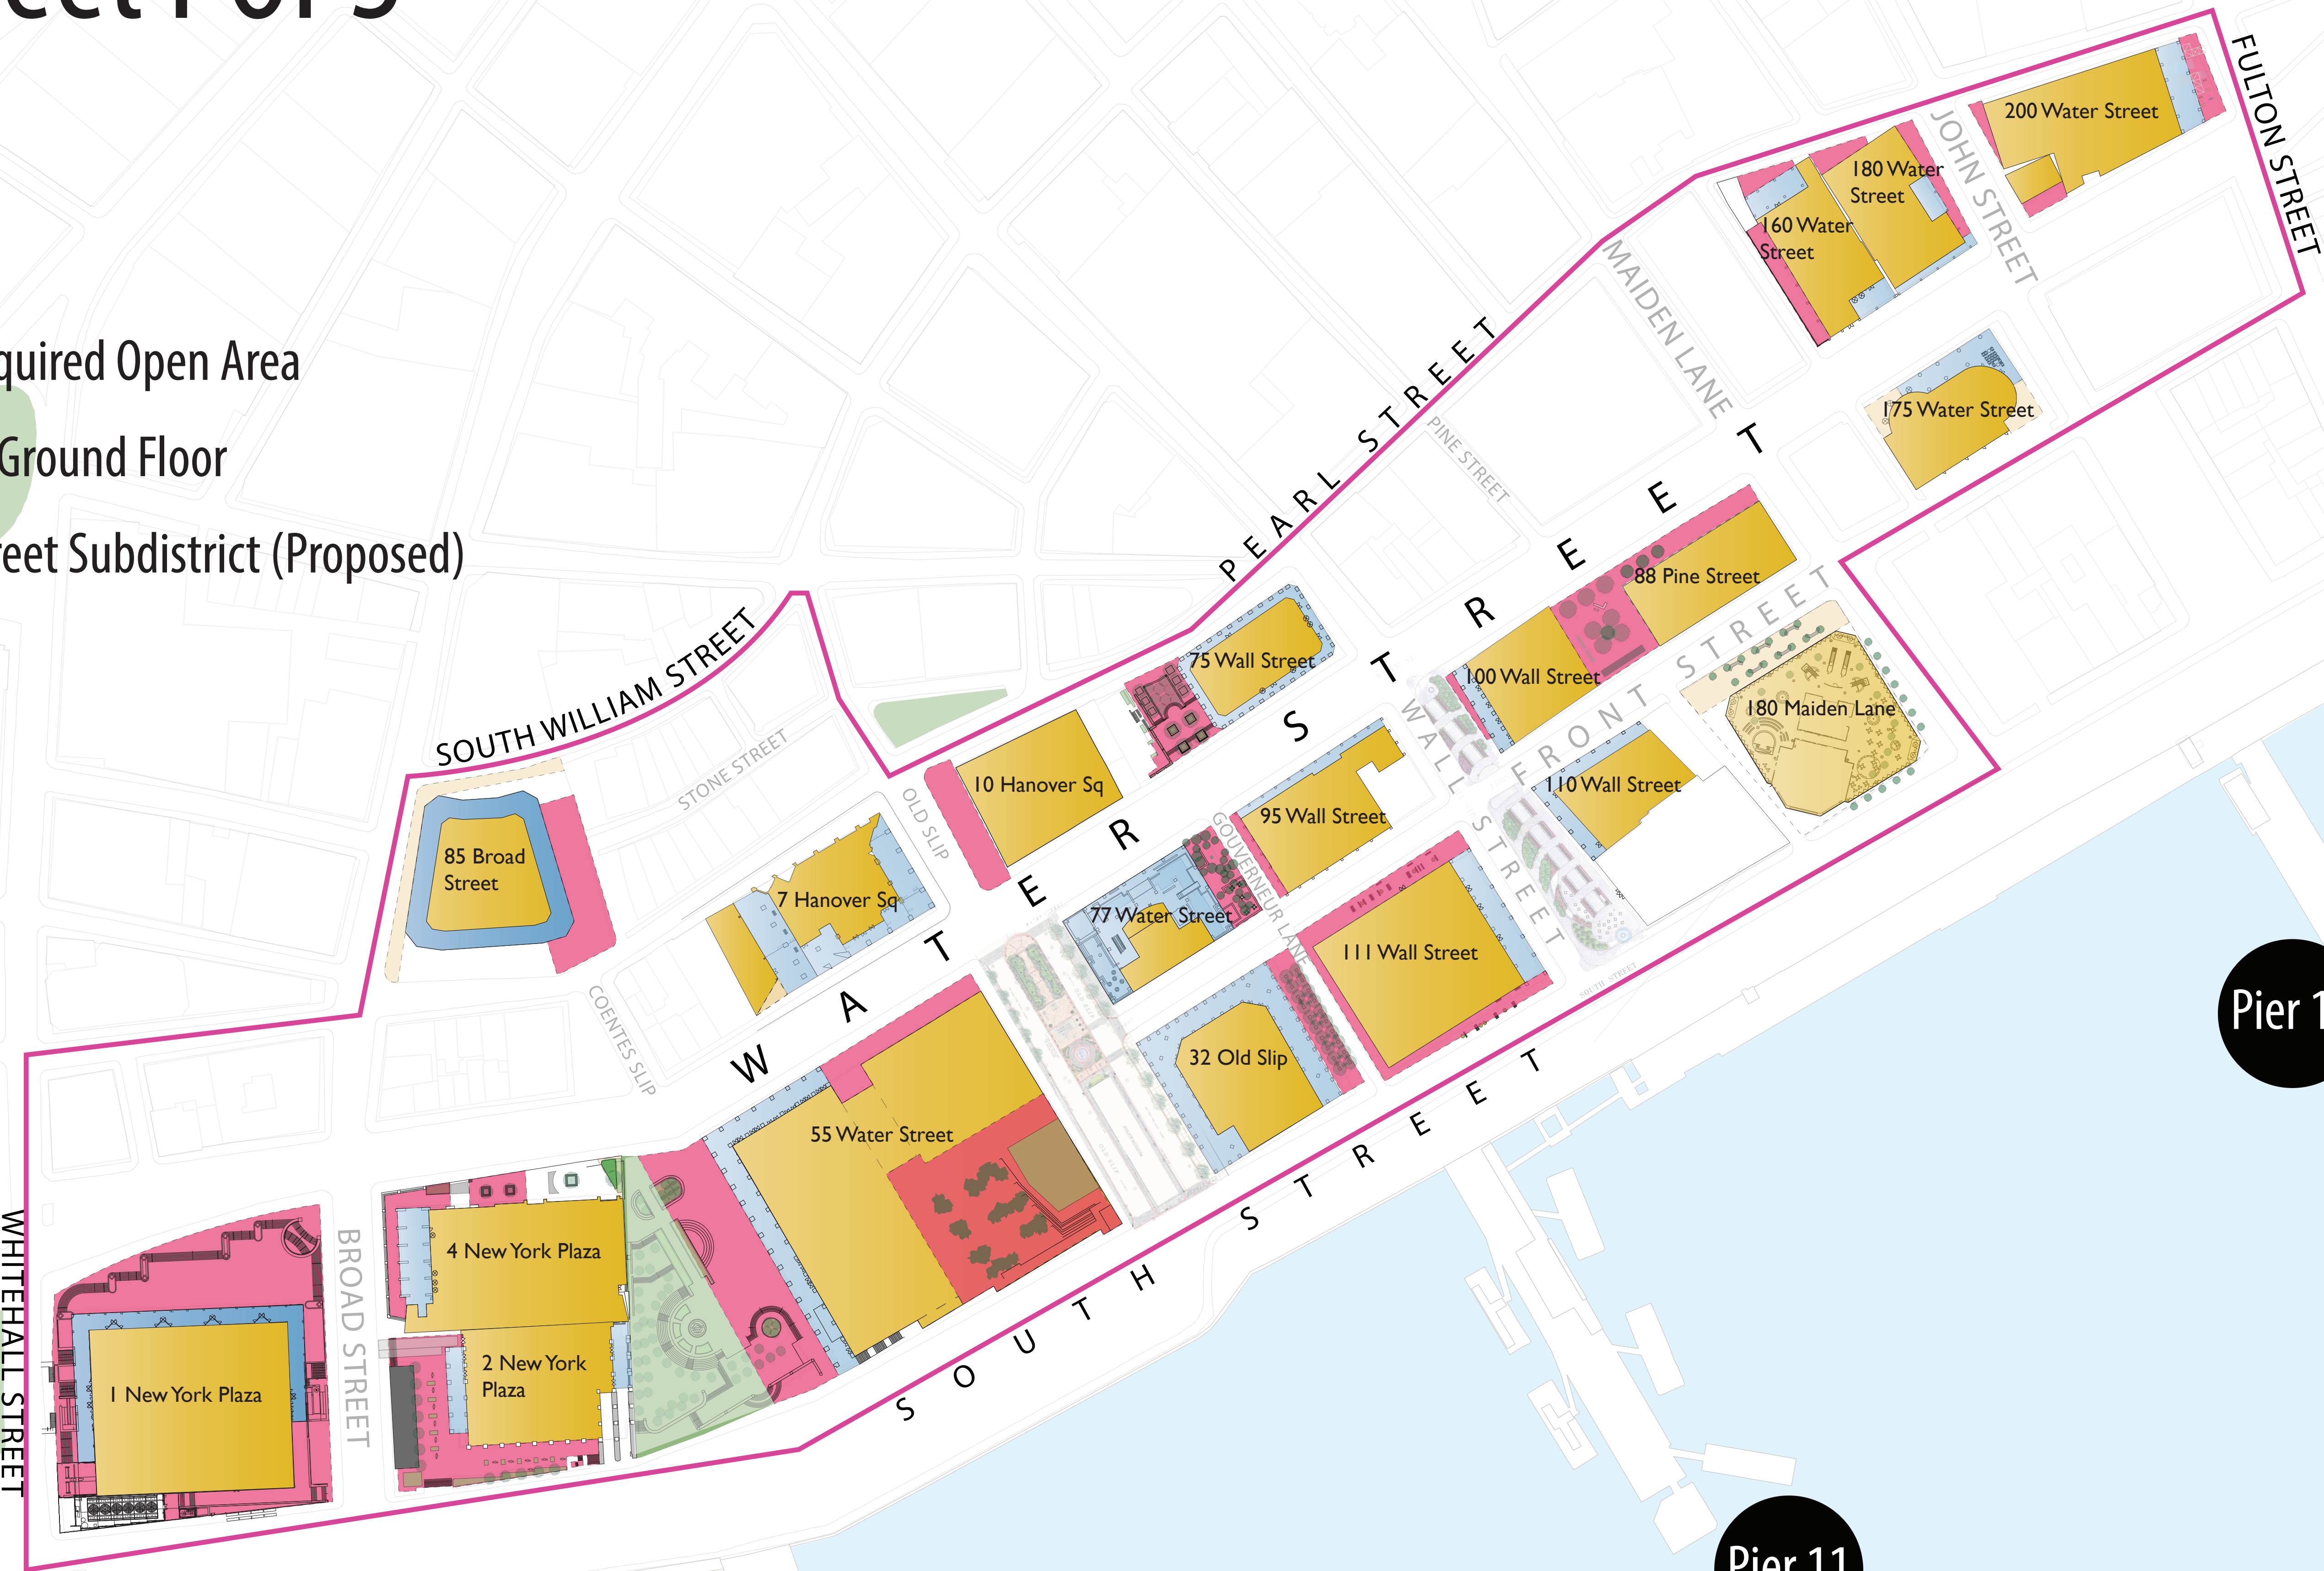 quired Open Area
Ground Floor
reet Subdistrict (Proposed)
FULTON STREET
200 Water Street
JOHN STREET
180 Water
Street
160 Water
Street
MAIDEN LANE
175 Water Street
PEARL STREET
PINE STREET
88 Pine Street
100 Wall Street
75 Wall Street
180 Maiden Lane
FRONT STREET
110 Wall Street
WALL STREET
WATER STREET
SOUTH WILLIAM STREET
STONE STREET
OLD SLIP
10 Hanover Sq
95 Wall Street
GOUVERNEUR LANE
85 Broad
Street
7 Hanover Sq
77 Water Street
111 Wall Street
SOUTH STREET
COENTES SLIP
32 Old Slip
OLD SLIP
55 Water Street
SOUTH STREET
4 New York Plaza
2 New York
Plaza
1 New York Plaza
BROAD STREET
WHITEHALL STREET
Pier 1
Pier 11